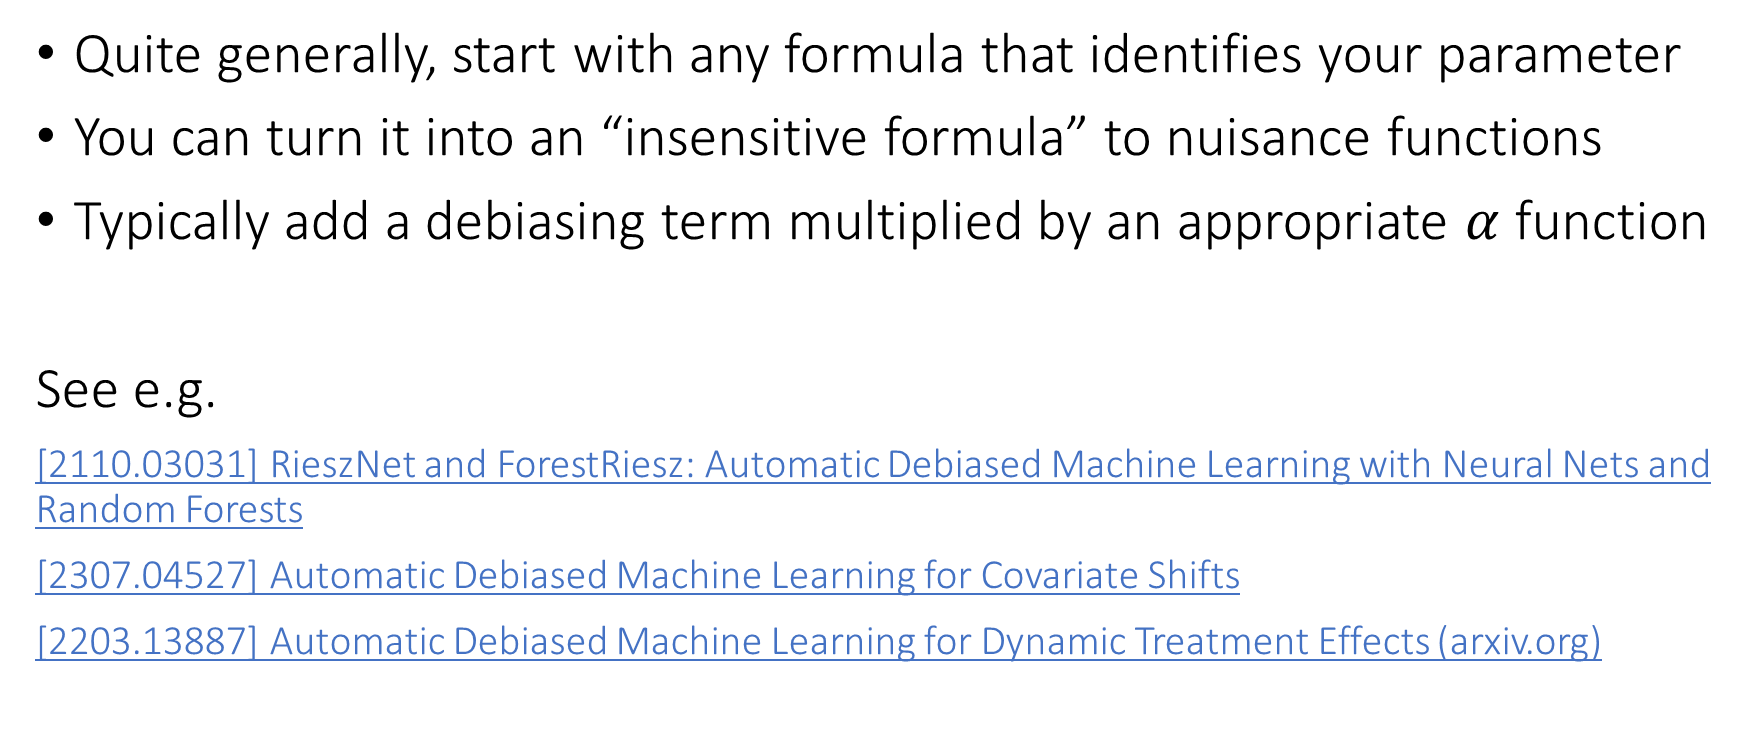 • Quite generally, start with any formula that identifies your parameter
• You can turn it into an “insensitive formula” to nuisance functions
• Typically add a debiasing term multiplied by an appropriate α function
See e.g.
[2110.03031] RieszNet and ForestRiesz: Automatic Debiased Machine Learning with Neural Nets and
Random Forests
[2307.04527] Automatic Debiased Machine Learning for Covariate Shifts
[2203.13887] Automatic Debiased Machine Learning for Dynamic Treatment Effects (arxiv.org)